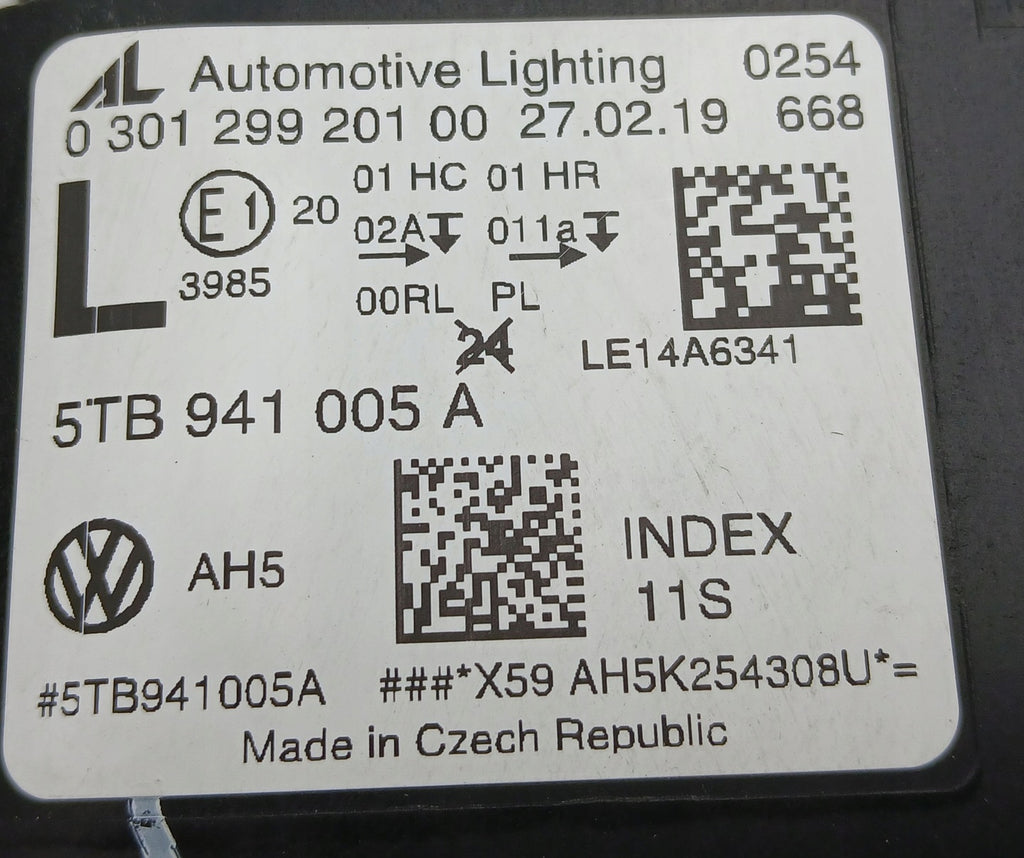 AL Automotive Lighting 0254
0 301 299 201 00 27.02.19 668
L E1 20 01 HC 01 HR
02A 011a
3985 00RL PL
24 LE14A6341
5TB 941 005 A
VW AH5 INDEX
11S
#5TB941005A ###*X59 AH5K254308U*=
Made in Czech Republic